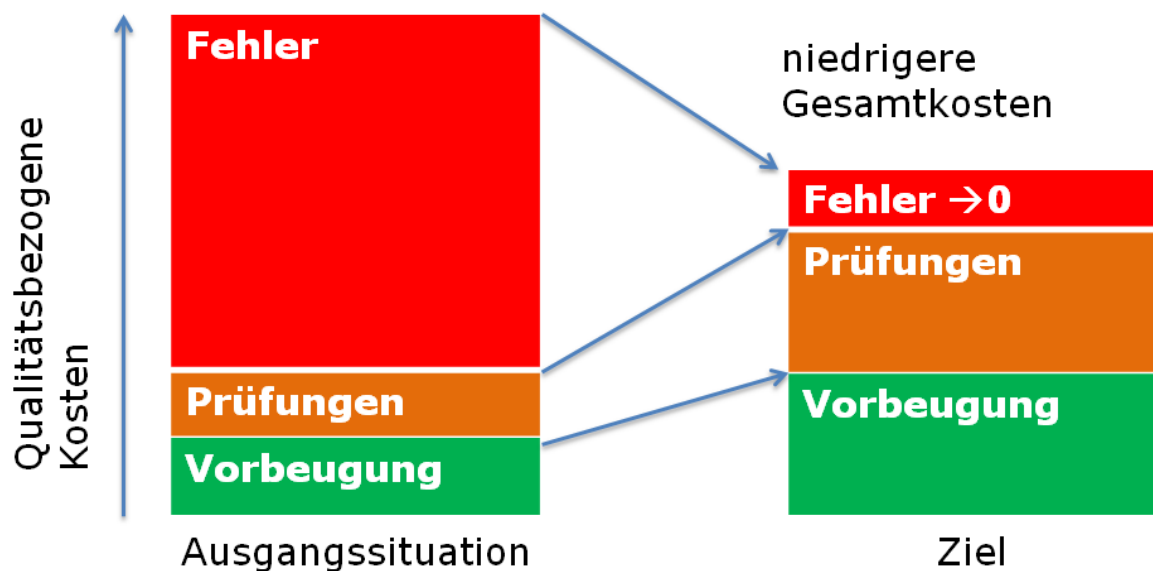 Qualitätsbezogene
Kosten
Fehler
Prüfungen
Vorbeugung
Ausgangssituation
niedrigere
Gesamtkosten
Fehler →0
Prüfungen
Vorbeugung
Ziel